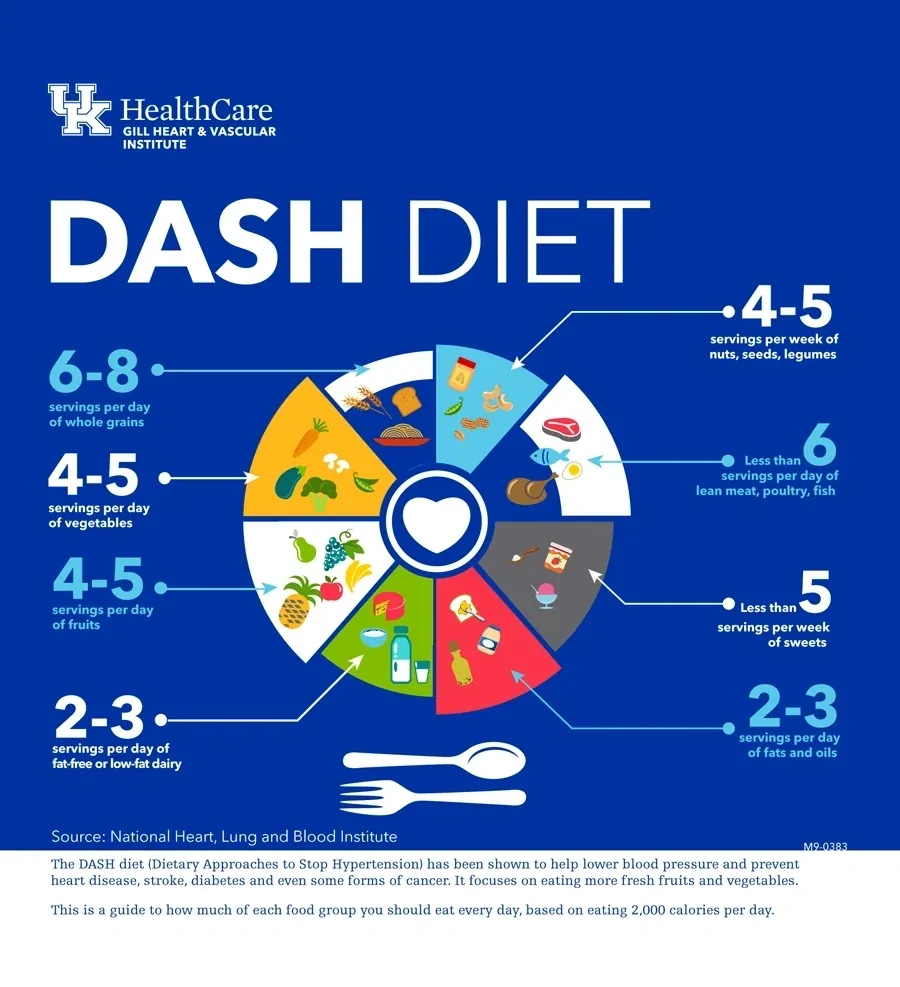 UK HealthCare
GILL HEART & VASCULAR
INSTITUTE
DASH DIET
4-5
servings per week of
nuts, seeds, legumes
6-8
servings per day
of whole grains
Less than 6
servings per day of
lean meat, poultry, fish
4-5
servings per day
of vegetables
4-5
servings per day
of fruits
Less than 5
servings per week
of sweets
2-3
servings per day of
fat-free or low-fat dairy
2-3
servings per day
of fats and oils
Source: National Heart, Lung and Blood Institute
M9-0383
The DASH diet (Dietary Approaches to Stop Hypertension) has been shown to help lower blood pressure and prevent
heart disease, stroke, diabetes and even some forms of cancer. It focuses on eating more fresh fruits and vegetables.
This is a guide to how much of each food group you should eat every day, based on eating 2,000 calories per day.